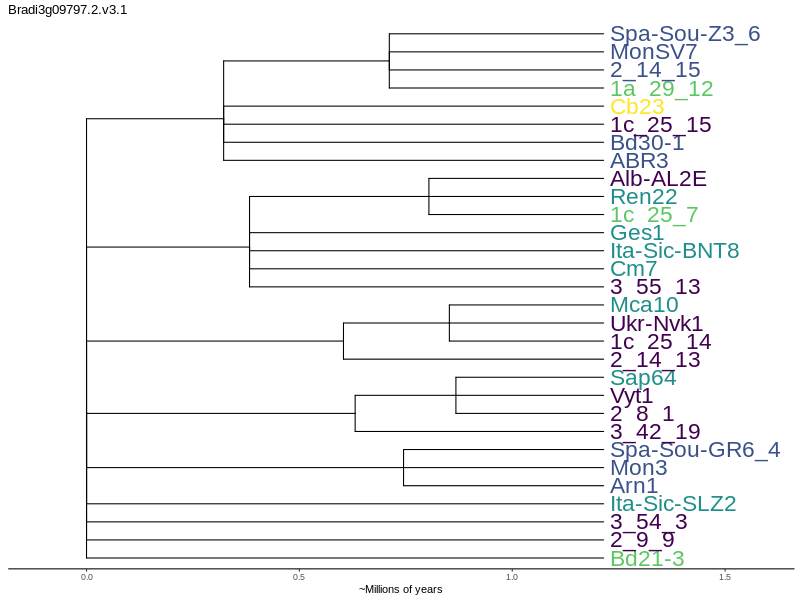 Bradi3g09797.2.v3.1
Spa-Sou-Z3_6
MonSV7
2_14_15
1a_29_12
Cb23
1c_25_15
Bd30-1
ABR3
Alb-AL2E
Ren22
1c_25_7
Ges1
Ita-Sic-BNT8
Cm7
3_55_13
Mca10
Ukr-Nvk1
1c_25_14
2_14_13
Sap64
Vyt1
2_8_1
3_42_19
Spa-Sou-GR6_4
Mon3
Arn1
Ita-Sic-SLZ2
3_54_3
2_9_9
Bd21-3
0.0 0.5 1.0 1.5
~Millions of years